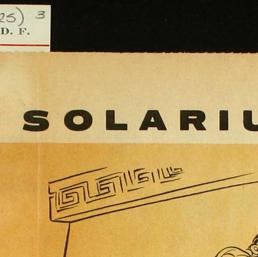 25) 3
D. F.
SOLARIU